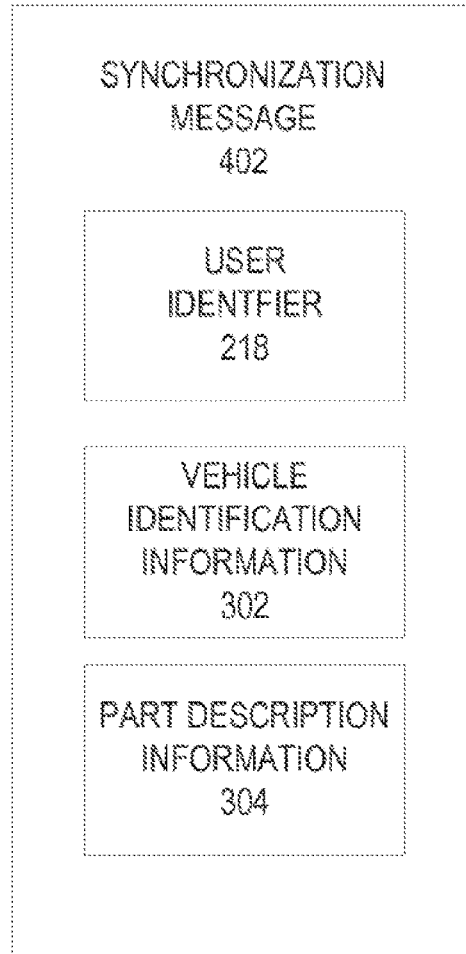 SYNCHRONIZATION
MESSAGE
402
USER
IDENTFIER
218
VEHICLE
IDENTIFICATION
INFORMATION
302
PART DESCRIPTION
INFORMATION
304